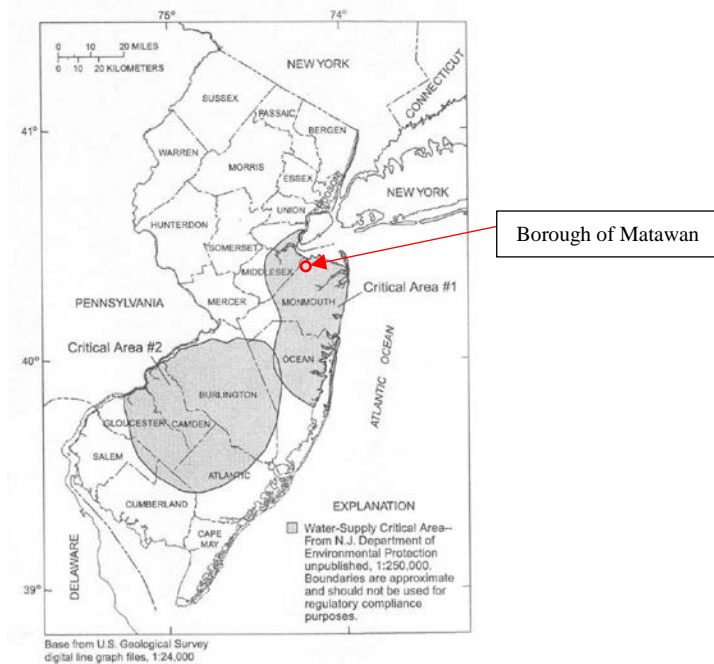 75°
74°
0 10 20 MILES
0 10 20 KILOMETERS
NEW YORK
CONNECTICUT
SUSSEX
PASSAIC
BERGEN
41°
WARREN
MORRIS
ESSEX
HUDSON
NEW YORK
UNION
HUNTERDON
SOMERSET
Borough of Matawan
MIDDLESEX
PENNSYLVANIA
MERCER
MONMOUTH
Critical Area #1
40°
Critical Area #2
OCEAN
ATLANTIC OCEAN
BURLINGTON
GLOUCESTER
CAMDEN
SALEM
ATLANTIC
CUMBERLAND
CAPE
MAY
DELAWARE
39°
EXPLANATION
Water-Supply Critical Area--
From N.J. Department of
Environmental Protection
unpublished, 1:250,000.
Boundaries are approximate
and should not be used for
regulatory compliance
purposes.
Base from U.S. Geological Survey
digital line graph files, 1:24,000